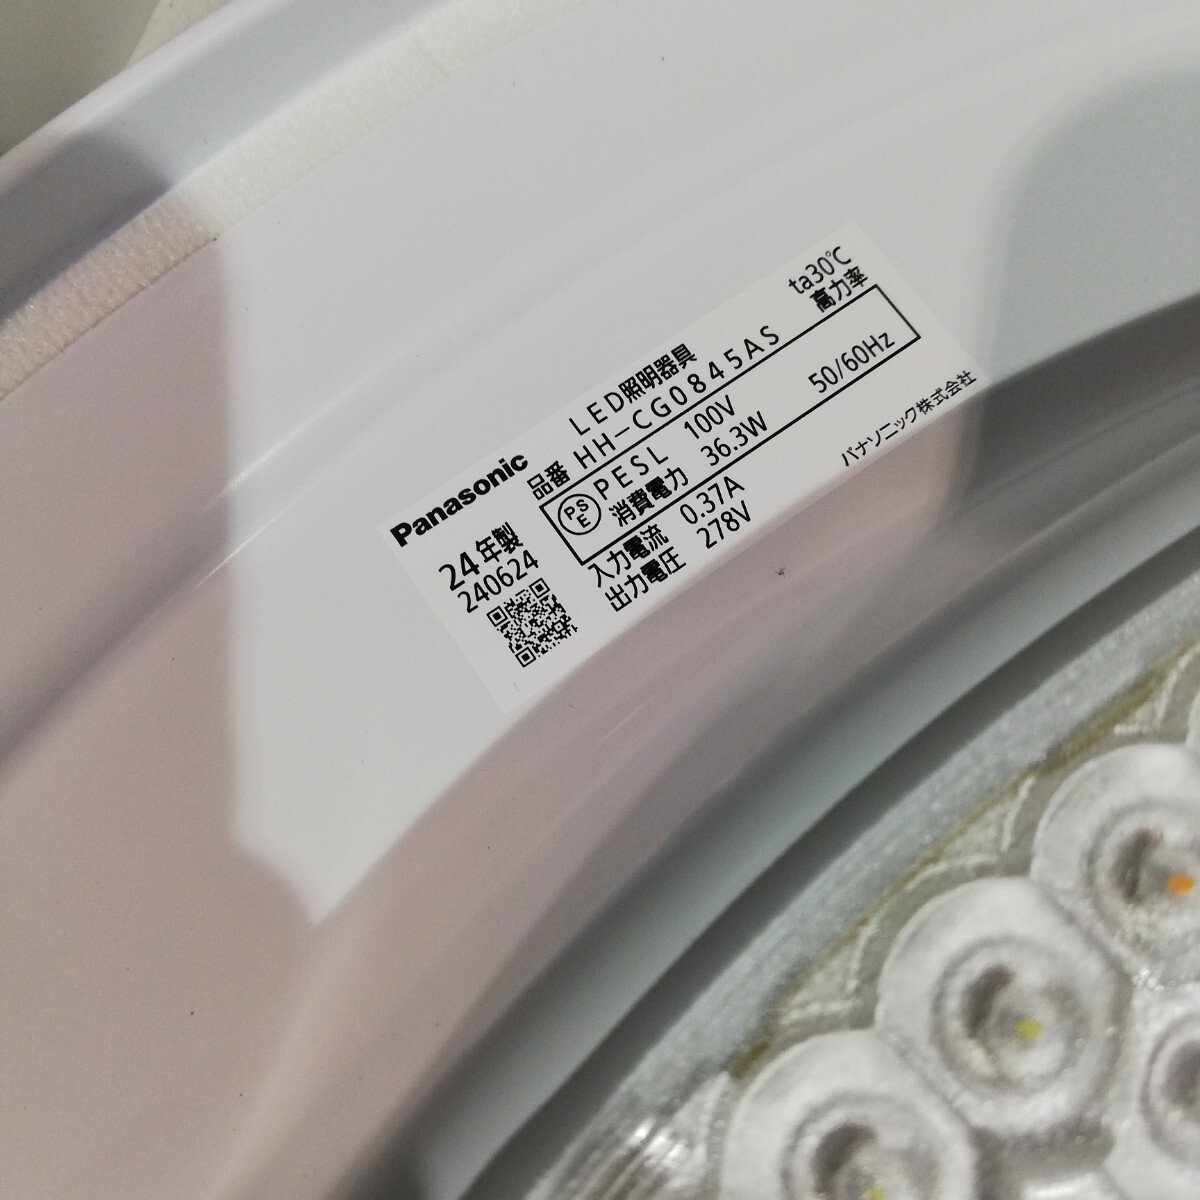 Panasonic
24年製
240624
LED照明器具
ta30℃
品番 HH-CG0845AS
高力率
PSE
PESL 100V 50/60Hz
消費電力 36.3W
入力電流 0.37A
出力電圧 278V
パナソニック株式会社